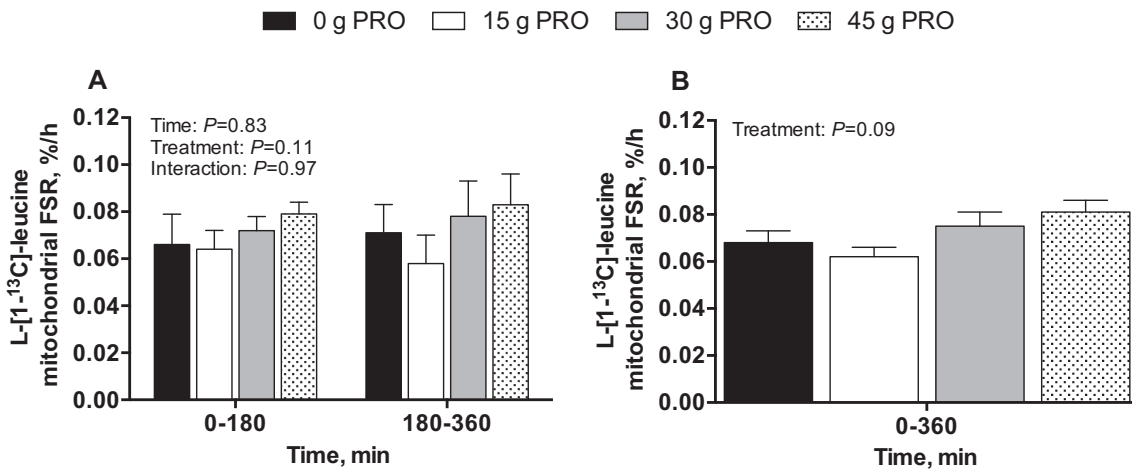 0 g PRO 15 g PRO 30 g PRO 45 g PRO
A
L-[1-¹³C]-leucine
mitochondrial FSR, %/h
0.12
0.10
0.08
0.06
0.04
0.02
0.00
Time: P=0.83
Treatment: P=0.11
Interaction: P=0.97
0-180 180-360
Time, min
B
L-[1-¹³C]-leucine
mitochondrial FSR, %/h
0.12
0.10
0.08
0.06
0.04
0.02
0.00
Treatment: P=0.09
0-360
Time, min